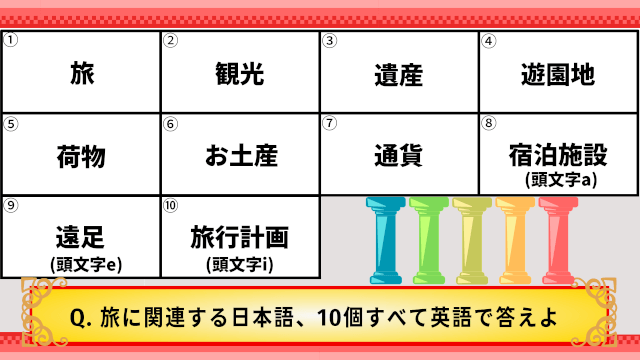 ①
旅
②
観光
③
遺産
④
遊園地
⑤
荷物
⑥
お土産
⑦
通貨
⑧
宿泊施設
(頭文字a)
⑨
遠足
(頭文字e)
⑩
旅行計画
(頭文字i)
Q. 旅に関連する日本語、10個すべて英語で答えよ